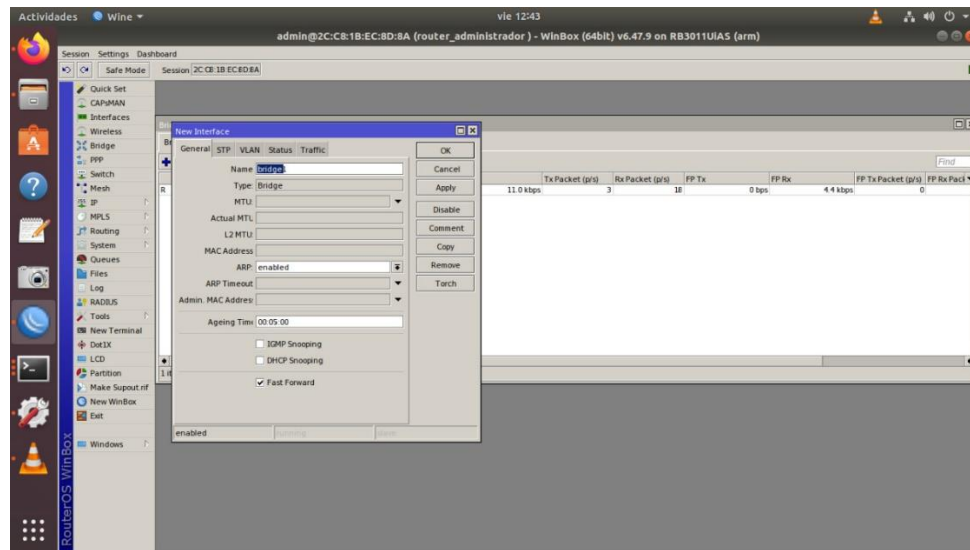 Actividades Wine vie 12:43
admin@2C:C8:1B:EC:8D:8A (router_administrador ) - WinBox (64bit) v6.47.9 on RB3011UiAS (arm)
Session Settings Dashboard
Safe Mode Session: 2C:C8:1B:EC:8D:8A
Quick Set
CAPsMAN
Interfaces
Wireless
Bridge
PPP
Switch
Mesh
IP
MPLS
Routing
System
Queues
Files
Log
RADIUS
Tools
New Terminal
Dot1X
LCD
Partition
Make Supout.rif
New WinBox
Exit
Windows
RouterOS WinBox
New Interface
General STP VLAN Status Traffic
Name: bridge1
Type: Bridge
MTU:
Actual MTU:
L2 MTU:
MAC Address:
ARP: enabled
ARP Timeout:
Admin. MAC Address:
Ageing Time: 00:05:00
IGMP Snooping
DHCP Snooping
Fast Forward
enabled running slave
OK
Cancel
Apply
Disable
Comment
Copy
Remove
Torch
Find
Tx Packet (p/s) Rx Packet (p/s) FP Tx FP Rx FP Tx Packet (p/s) FP Rx Pack
R 11.0 kbps 3 18 0 bps 4.4 kbps 0